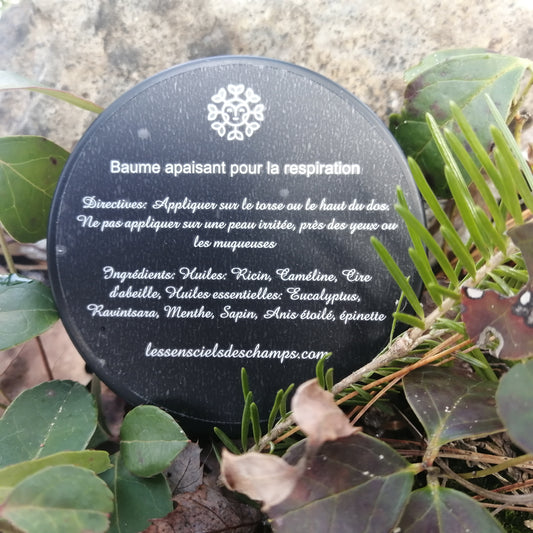 Baume apaisant pour la respiration
Directives: Appliquer sur le torse ou le haut du dos.
Ne pas appliquer sur une peau irritée, près des yeux ou
les muqueuses
Ingrédients: Huiles: Ricin, Caméline, Cire
d'abeille, Huiles essentielles: Eucalyptus,
Ravintsara, Menthe, Sapin, Anis étoilé, épinette
lessenscielsdeschamps.com